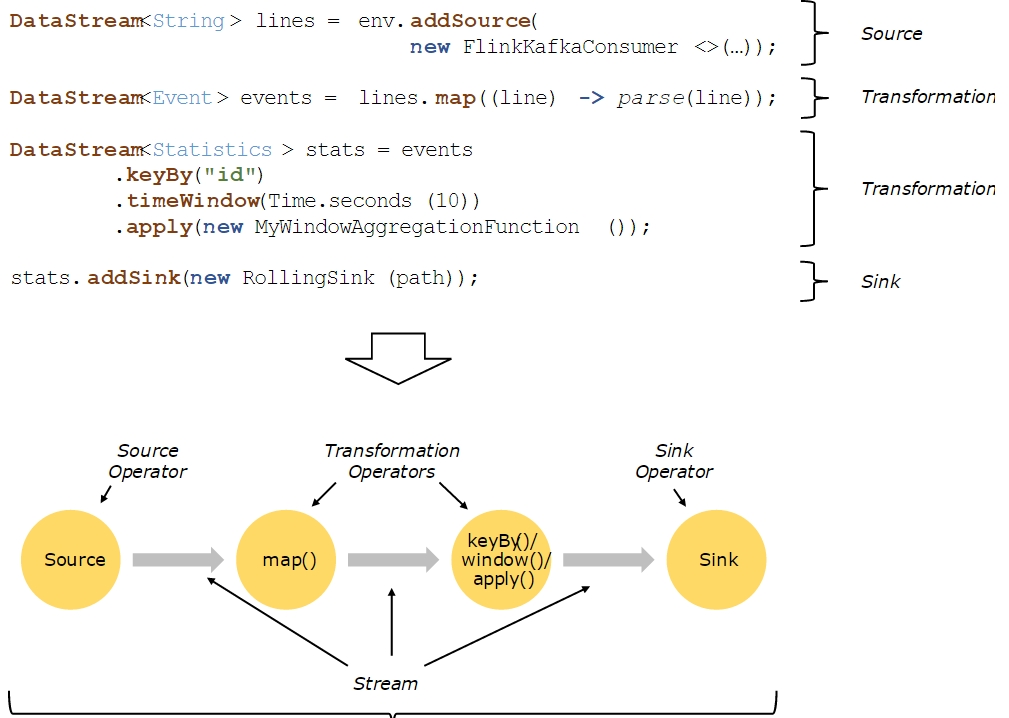 DataStream<String> lines = env.addSource(
new FlinkKafkaConsumer <>(…));
Source
DataStream<Event> events = lines.map((line) -> parse(line));
Transformation
DataStream<Statistics > stats = events
.keyBy("id")
.timeWindow(Time.seconds (10))
.apply(new MyWindowAggregationFunction ());
Transformation
stats.addSink(new RollingSink (path));
Sink
Source
Operator
Transformation
Operators
Sink
Operator
Source
map()
keyBy()/
window()/
apply()
Sink
Stream